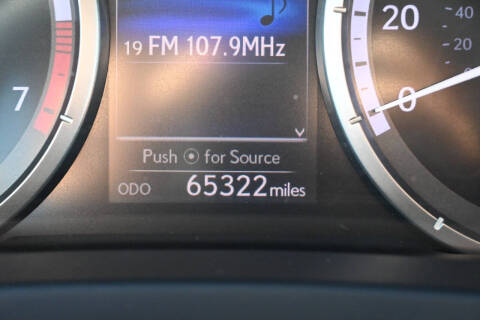 19 FM 107.9MHz
Push ⦿ for Source
ODO 65322 miles
7
20
0
40
20